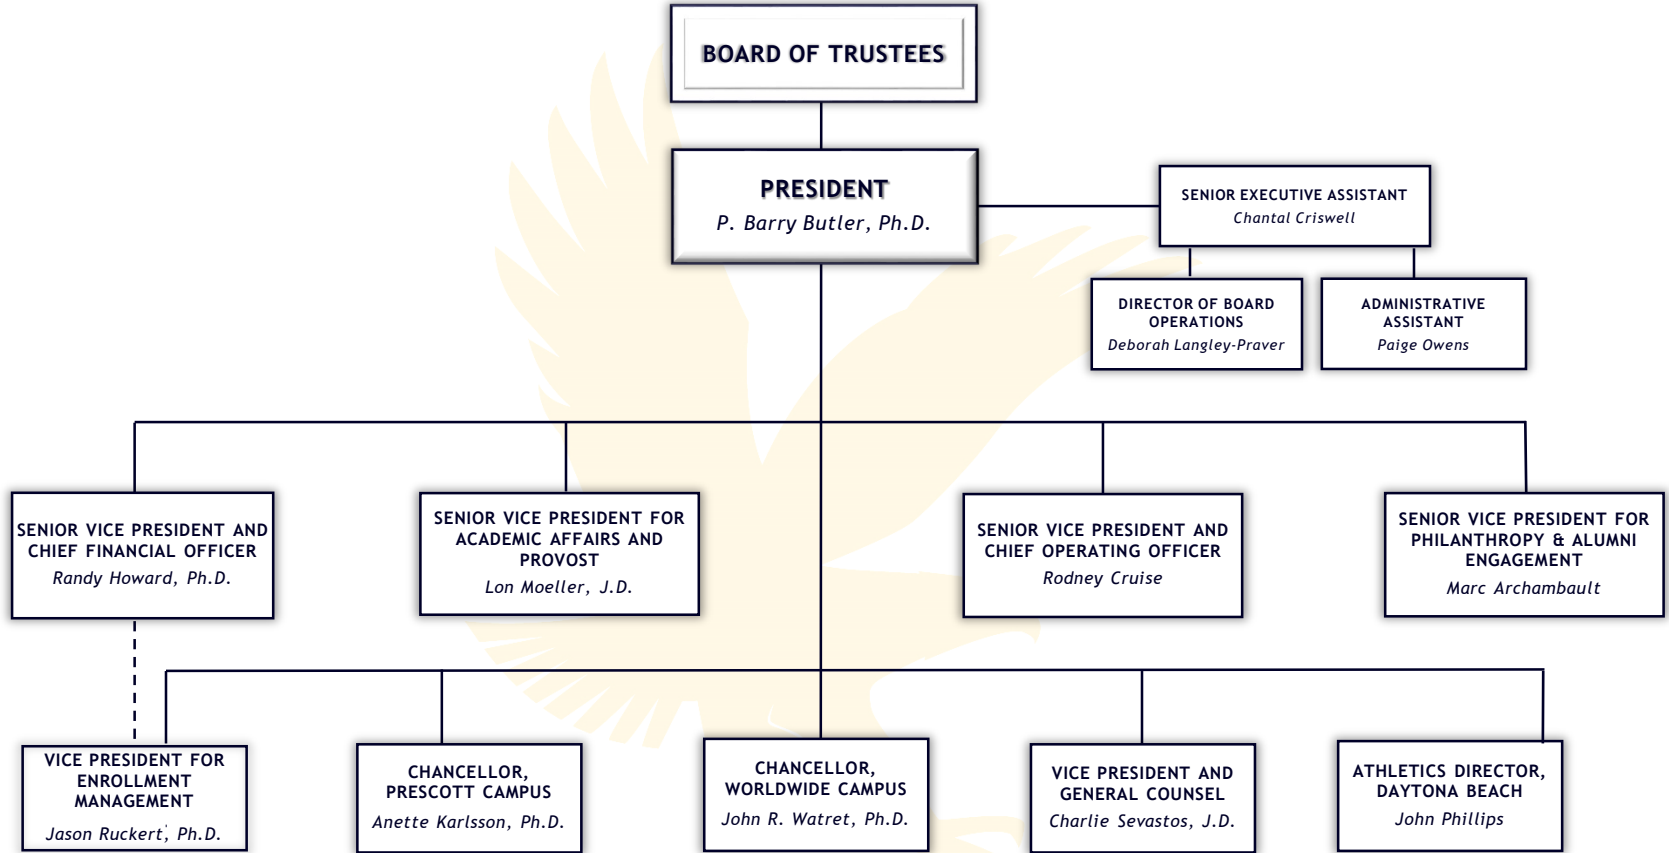 BOARD OF TRUSTEES
PRESIDENT
P. Barry Butler, Ph.D.
SENIOR EXECUTIVE ASSISTANT
Chantal Criswell
DIRECTOR OF BOARD
OPERATIONS
Deborah Langley-Praver
ADMINISTRATIVE
ASSISTANT
Paige Owens
SENIOR VICE PRESIDENT AND
CHIEF FINANCIAL OFFICER
Randy Howard, Ph.D.
SENIOR VICE PRESIDENT FOR
ACADEMIC AFFAIRS AND
PROVOST
Lon Moeller, J.D.
SENIOR VICE PRESIDENT AND
CHIEF OPERATING OFFICER
Rodney Cruise
SENIOR VICE PRESIDENT FOR
PHILANTHROPY & ALUMNI
ENGAGEMENT
Marc Archambault
VICE PRESIDENT FOR
ENROLLMENT
MANAGEMENT
Jason Ruckert, Ph.D.
CHANCELLOR,
PRESCOTT CAMPUS
Anette Karlsson, Ph.D.
CHANCELLOR,
WORLDWIDE CAMPUS
John R. Watret, Ph.D.
VICE PRESIDENT AND
GENERAL COUNSEL
Charlie Sevastos, J.D.
ATHLETICS DIRECTOR,
DAYTONA BEACH
John Phillips